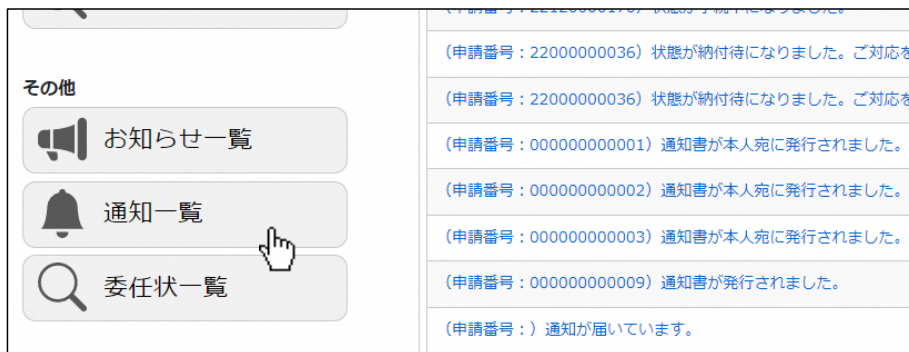 その他
お知らせ一覧
通知一覧
委任状一覧
(申請番号:22000000036)状態が納付待になりました。ご対応を
(申請番号:22000000036)状態が納付待になりました。ご対応を
(申請番号:000000000001)通知書が本人宛に発行されました。
(申請番号:000000000002)通知書が本人宛に発行されました。
(申請番号:000000000003)通知書が本人宛に発行されました。
(申請番号:000000000009)通知書が発行されました。
(申請番号:)通知が届いています。